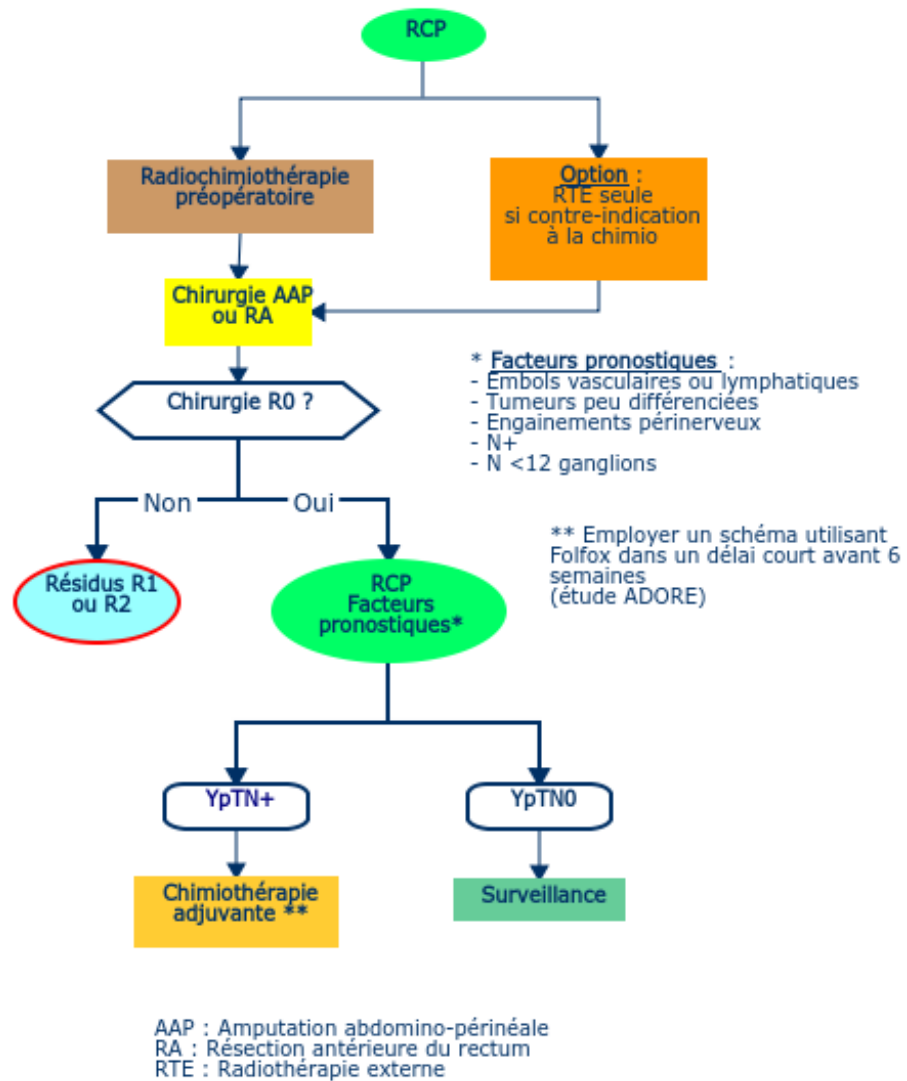 RCP
Radiochimiothérapie
préopératoire
Option :
RTE seule
si contre-indication
à la chimio
Chirurgie AAP
ou RA
* Facteurs pronostiques :
- Embols vasculaires ou lymphatiques
- Tumeurs peu différenciées
- Engainements périnerveux
- N+
- N <12 ganglions
Chirurgie R0 ?
Non
Oui
** Employer un schéma utilisant
Folfox dans un délai court avant 6
semaines
(étude ADORE)
Résidus R1
ou R2
RCP
Facteurs
pronostiques*
YpTN+
YpTN0
Chimiothérapie
adjuvante **
Surveillance
AAP : Amputation abdomino-périnéale
RA : Résection antérieure du rectum
RTE : Radiothérapie externe